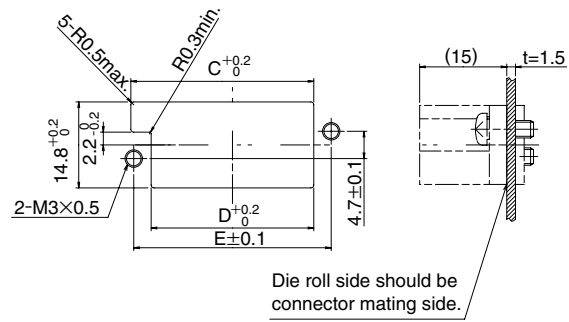 5-R0.5max.
R0.3min.
C+0.2 0
14.8+0.2 0
2.2 0 -0.2
4.7±0.1
2-M3×0.5
D+0.2 0
E±0.1
(15)
t=1.5
Die roll side should be
connector mating side.